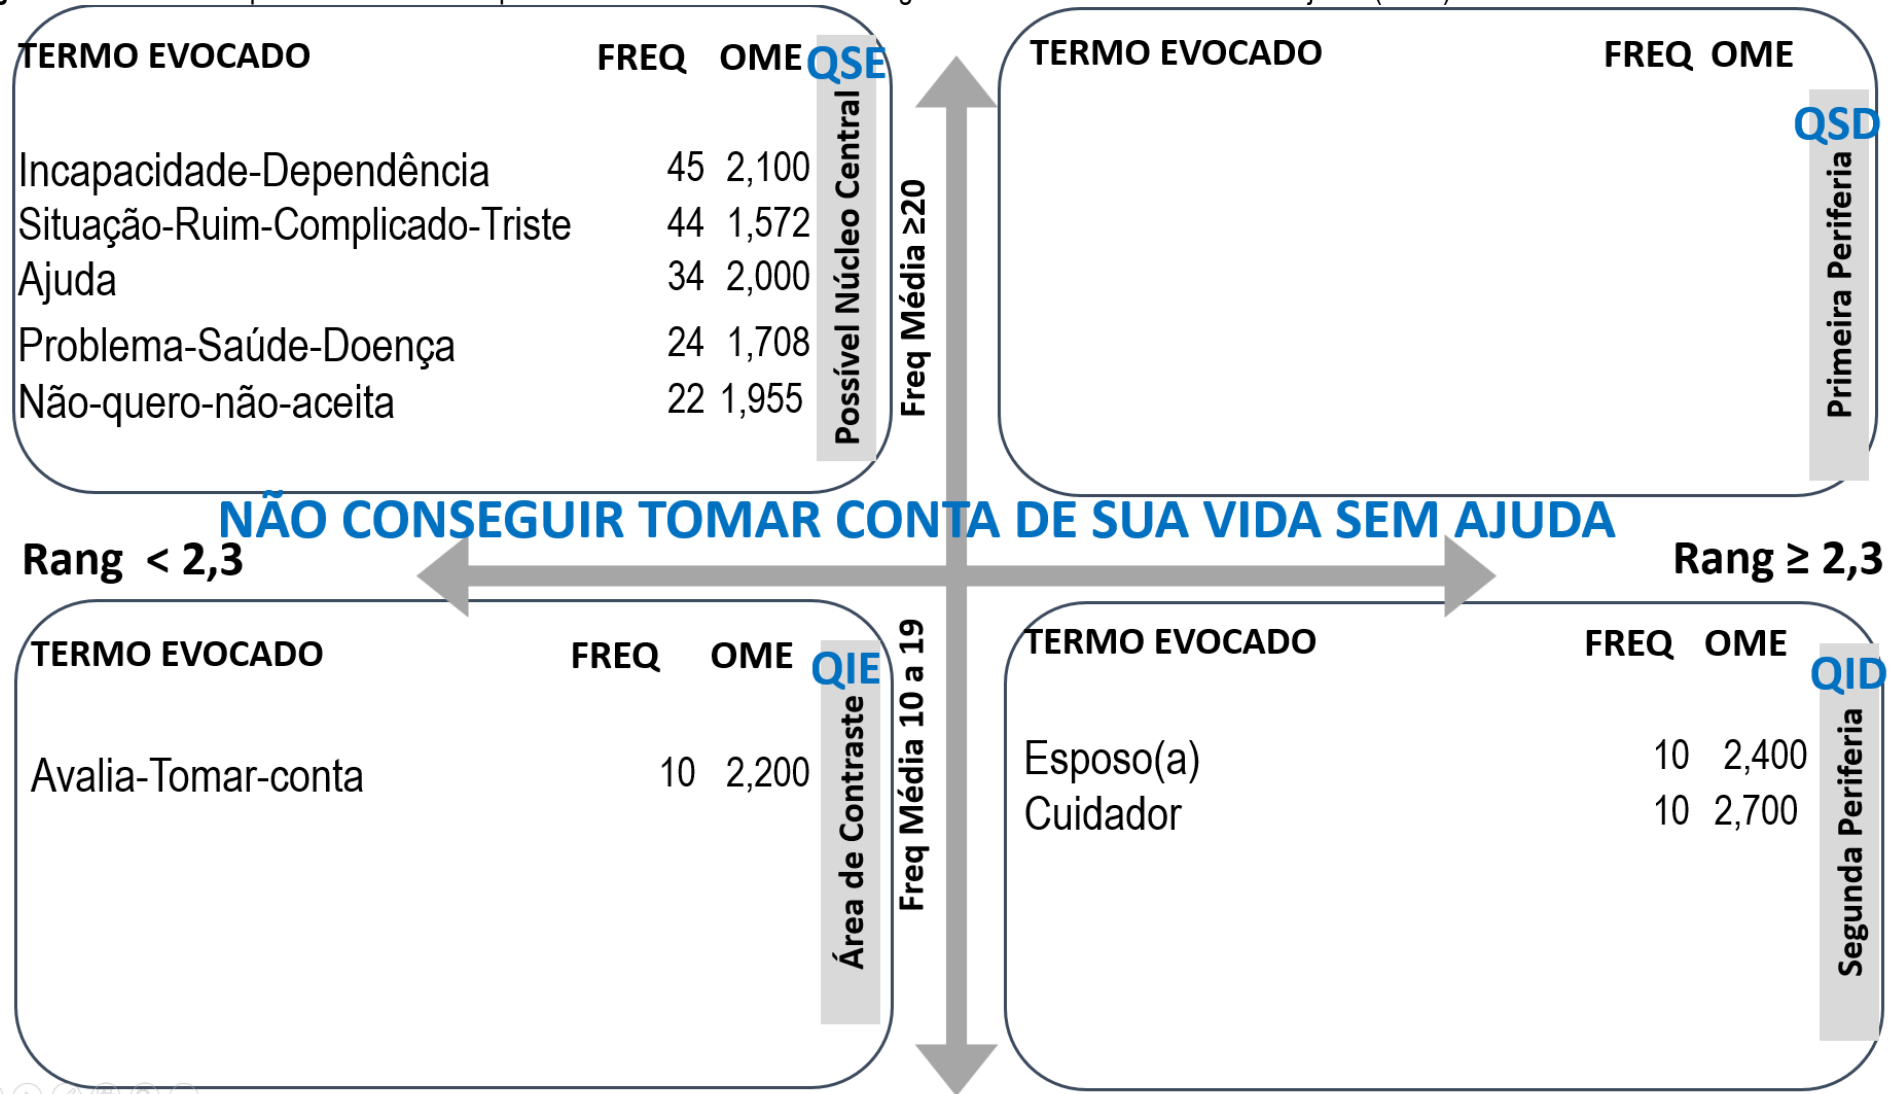 TERMO EVOCADO FREQ OME QSE
Incapacidade-Dependência 45 2,100
Situação-Ruim-Complicado-Triste 44 1,572
Ajuda 34 2,000
Problema-Saúde-Doença 24 1,708
Não-quero-não-aceita 22 1,955
Possível Núcleo Central
Freq Média ≥20
TERMO EVOCADO FREQ OME
QSD
Primeira Periferia
NÃO CONSEGUIR TOMAR CONTA DE SUA VIDA SEM AJUDA
Rang < 2,3
Rang ≥ 2,3
TERMO EVOCADO FREQ OME QIE
Avalia-Tomar-conta 10 2,200
Área de Contraste
Freq Média 10 a 19
TERMO EVOCADO FREQ OME
QID
Esposo(a) 10 2,400
Cuidador 10 2,700
Segunda Periferia